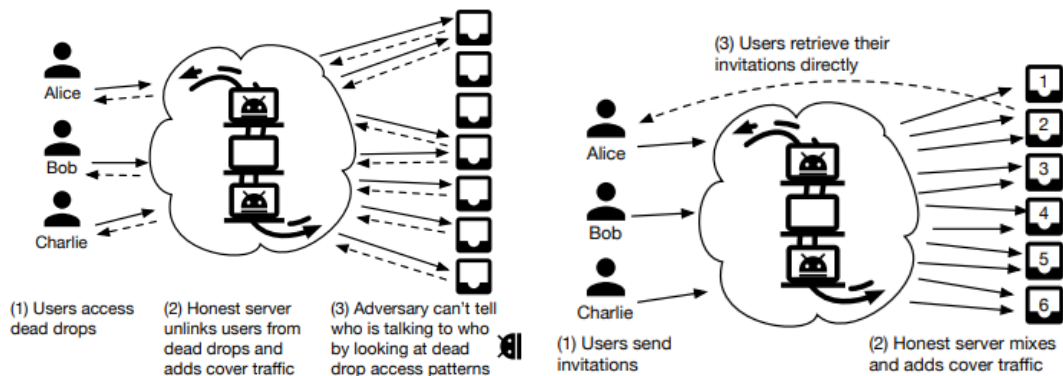 Alice
Bob
Charlie
(1) Users access
dead drops
(2) Honest server
unlinks users from
dead drops and
adds cover traffic
(3) Adversary can't tell
who is talking to who
by looking at dead
drop access patterns
(3) Users retrieve their
invitations directly
Alice
Bob
Charlie
1
2
3
4
5
6
(1) Users send
invitations
(2) Honest server mixes
and adds cover traffic